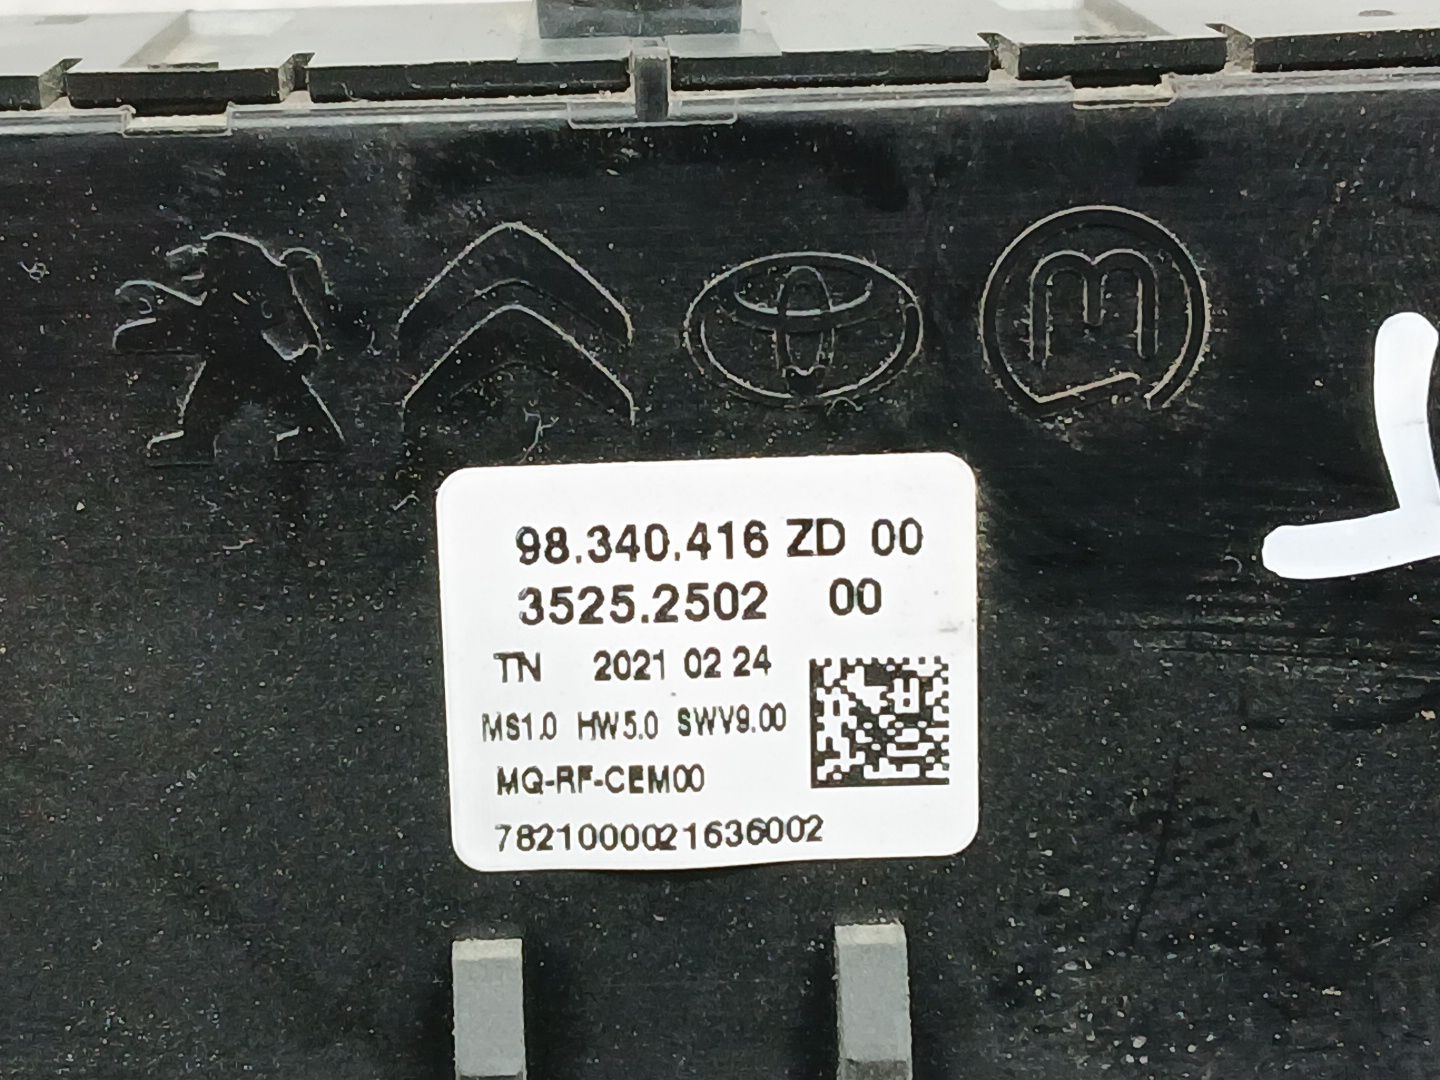 98.340.416 ZD 00
3525.2502 00
TN 2021 02 24
MS1.0 HW5.0 SWV9.00
MQ-RF-CEM00
7821000021636002